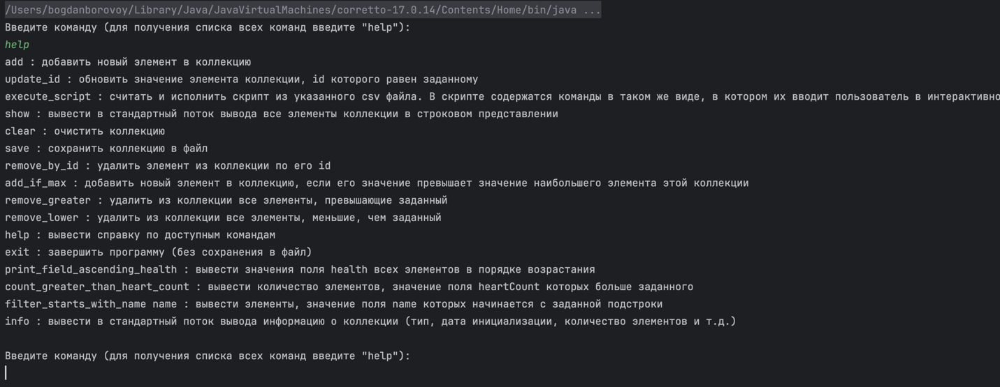 /Users/bogdanborovoy/Library/Java/JavaVirtualMachines/corretto-17.0.14/Contents/Home/bin/java ...
Введите команду (для получения списка всех команд введите "help"):
help
add : добавить новый элемент в коллекцию
update_id : обновить значение элемента коллекции, id которого равен заданному
execute_script : считать и исполнить скрипт из указанного csv файла. В скрипте содержатся команды в таком же виде, в котором их вводит пользователь в интерактивно
show : вывести в стандартный поток вывода все элементы коллекции в строковом представлении
clear : очистить коллекцию
save : сохранить коллекцию в файл
remove_by_id : удалить элемент из коллекции по его id
add_if_max : добавить новый элемент в коллекцию, если его значение превышает значение наибольшего элемента этой коллекции
remove_greater : удалить из коллекции все элементы, превышающие заданный
remove_lower : удалить из коллекции все элементы, меньшие, чем заданный
help : вывести справку по доступным командам
exit : завершить программу (без сохранения в файл)
print_field_ascending_health : вывести значения поля health всех элементов в порядке возрастания
count_greater_than_heart_count : вывести количество элементов, значение поля heartCount которых больше заданного
filter_starts_with_name name : вывести элементы, значение поля name которых начинается с заданной подстроки
info : вывести в стандартный поток вывода информацию о коллекции (тип, дата инициализации, количество элементов и т.д.)
Введите команду (для получения списка всех команд введите "help"):